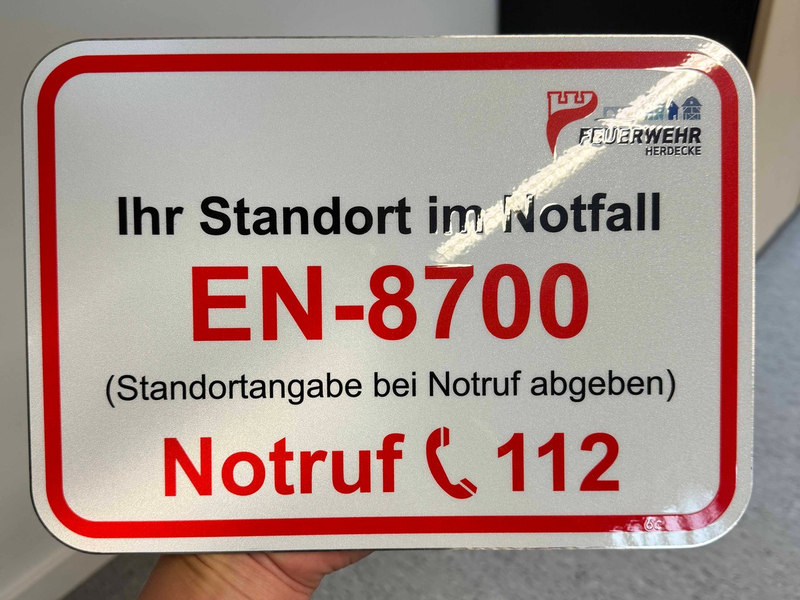 FEUERWEHR
HERDECKE
Ihr Standort im Notfall
EN-8700
(Standortangabe bei Notruf abgeben)
Notruf 112